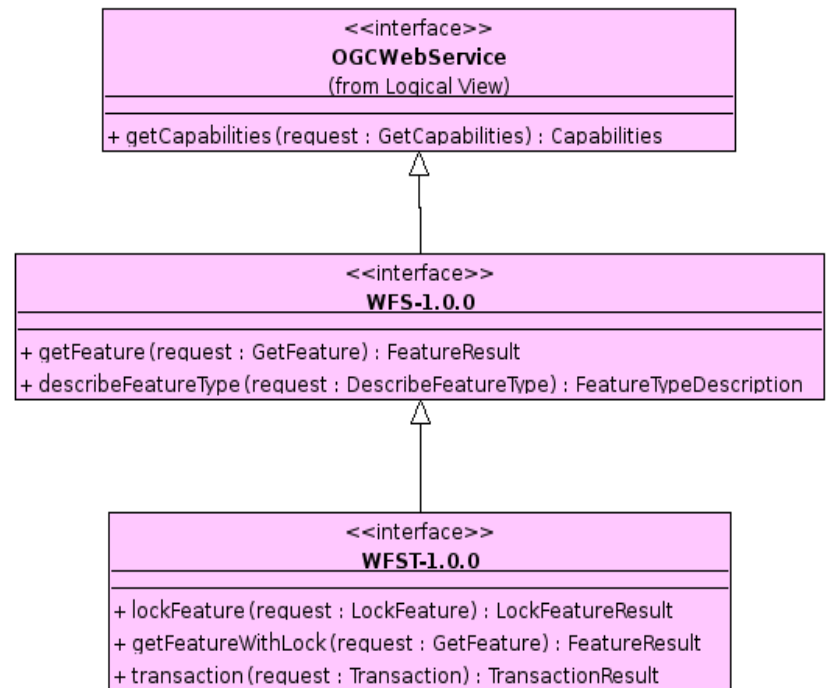 <<interface>>
OGCWebService
(from Logical View)
+ getCapabilities(request : GetCapabilities) : Capabilities
<<interface>>
WFS-1.0.0
+ getFeature(request : GetFeature) : FeatureResult
+ describeFeatureType(request : DescribeFeatureType) : FeatureTypeDescription
<<interface>>
WFST-1.0.0
+ lockFeature(request : LockFeature) : LockFeatureResult
+ getFeatureWithLock(request : GetFeature) : FeatureResult
+ transaction(request : Transaction) : TransactionResult